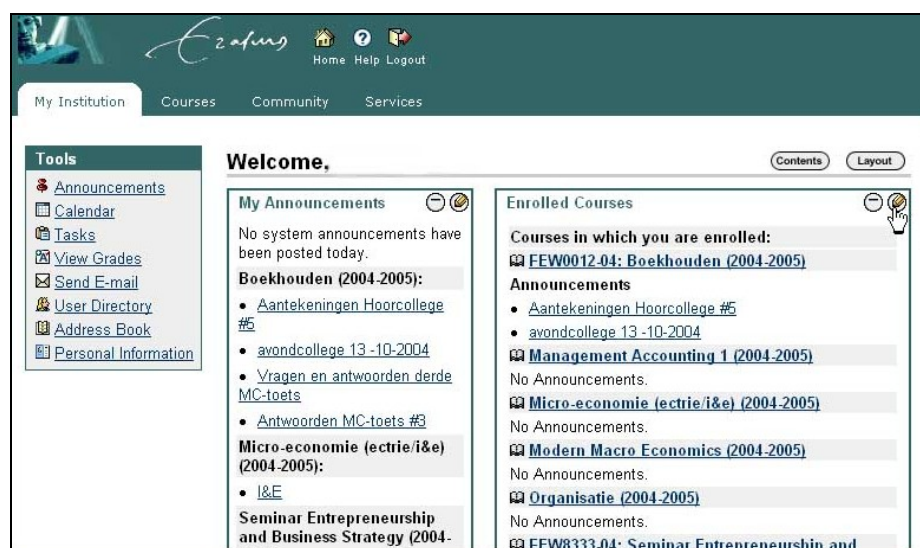 Erasmus
Home Help Logout
My Institution Courses Community Services
Tools
Announcements
Calendar
Tasks
View Grades
Send E-mail
User Directory
Address Book
Personal Information
Welcome,
Contents Layout
My Announcements
No system announcements have
been posted today.
Boekhouden (2004-2005):
Aantekeningen Hoorcollege
#5
avondcollege 13 -10-2004
Vragen en antwoorden derde
MC-toets
Antwoorden MC-toets #3
Micro-economie (ectrie/i&e)
(2004-2005):
I&E
Seminar Entrepreneurship
and Business Strategy (2004-
Enrolled Courses
Courses in which you are enrolled:
FEW0012-04: Boekhouden (2004-2005)
Announcements
Aantekeningen Hoorcollege #5
avondcollege 13 -10-2004
Management Accounting 1 (2004-2005)
No Announcements.
Micro-economie (ectrie/i&e) (2004-2005)
No Announcements.
Modern Macro Economics (2004-2005)
No Announcements.
Organisatie (2004-2005)
No Announcements.
FEW8333-04: Seminar Entrepreneurship and